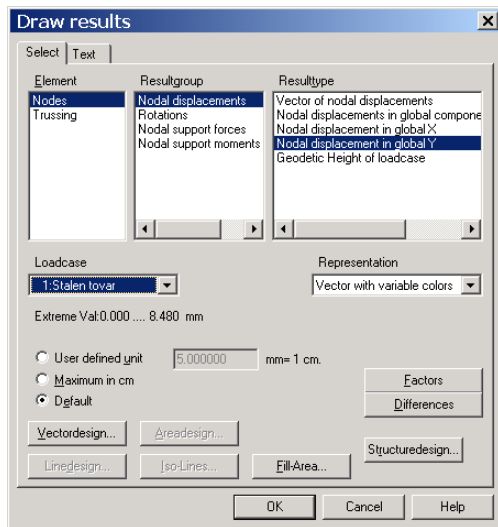 Draw results
Select Text
Element Resultgroup Resulttype
Nodes
Trussing
Nodal displacements
Rotations
Nodal support forces
Nodal support moments
Vector of nodal displacements
Nodal displacements in global compone
Nodal displacement in global X
Nodal displacement in global Y
Geodetic Height of loadcase
Loadcase Representation
1:Stalen tovar Vector with variable colors
Extreme Val:0.000 .... 8.480 mm
User defined unit 5.000000 mm= 1 cm.
Maximum in cm
Default
Factors
Differences
Vectordesign... Areadesign...
Structuredesign...
Linedesign... Iso-Lines... Fill-Area...
OK Cancel Help